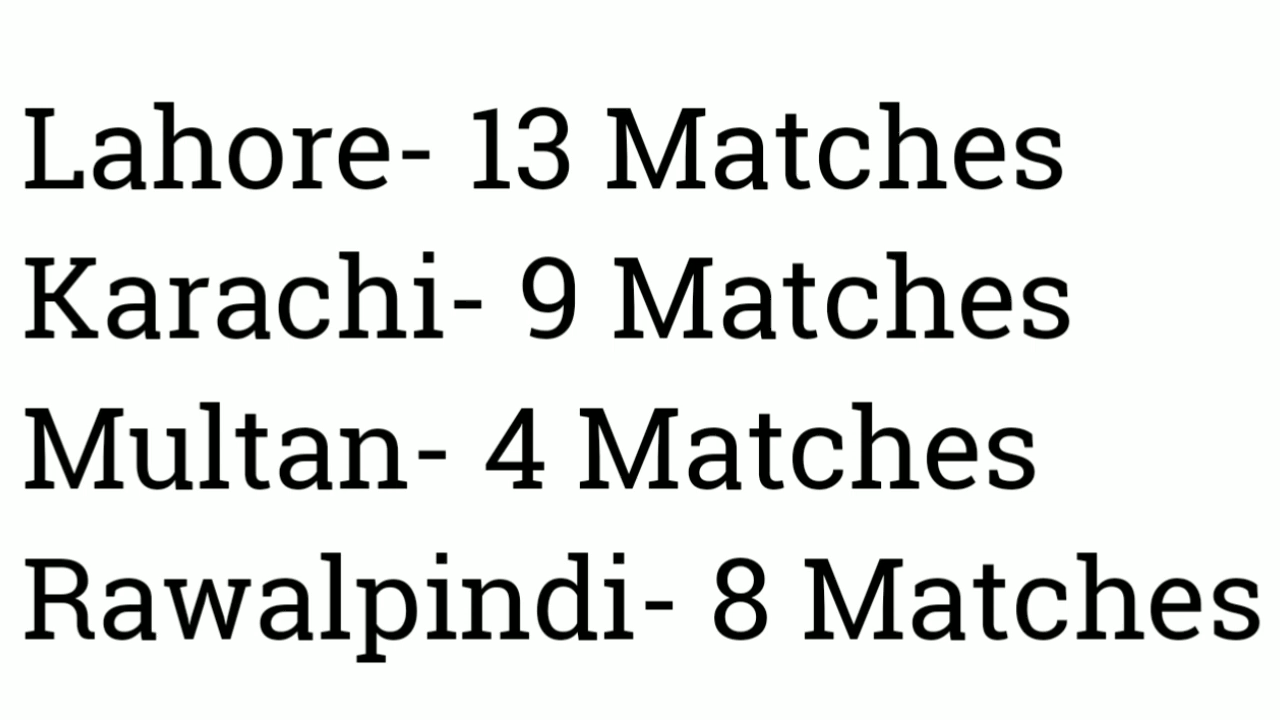 Lahore- 13 Matches
Karachi- 9 Matches
Multan- 4 Matches
Rawalpindi- 8 Matches